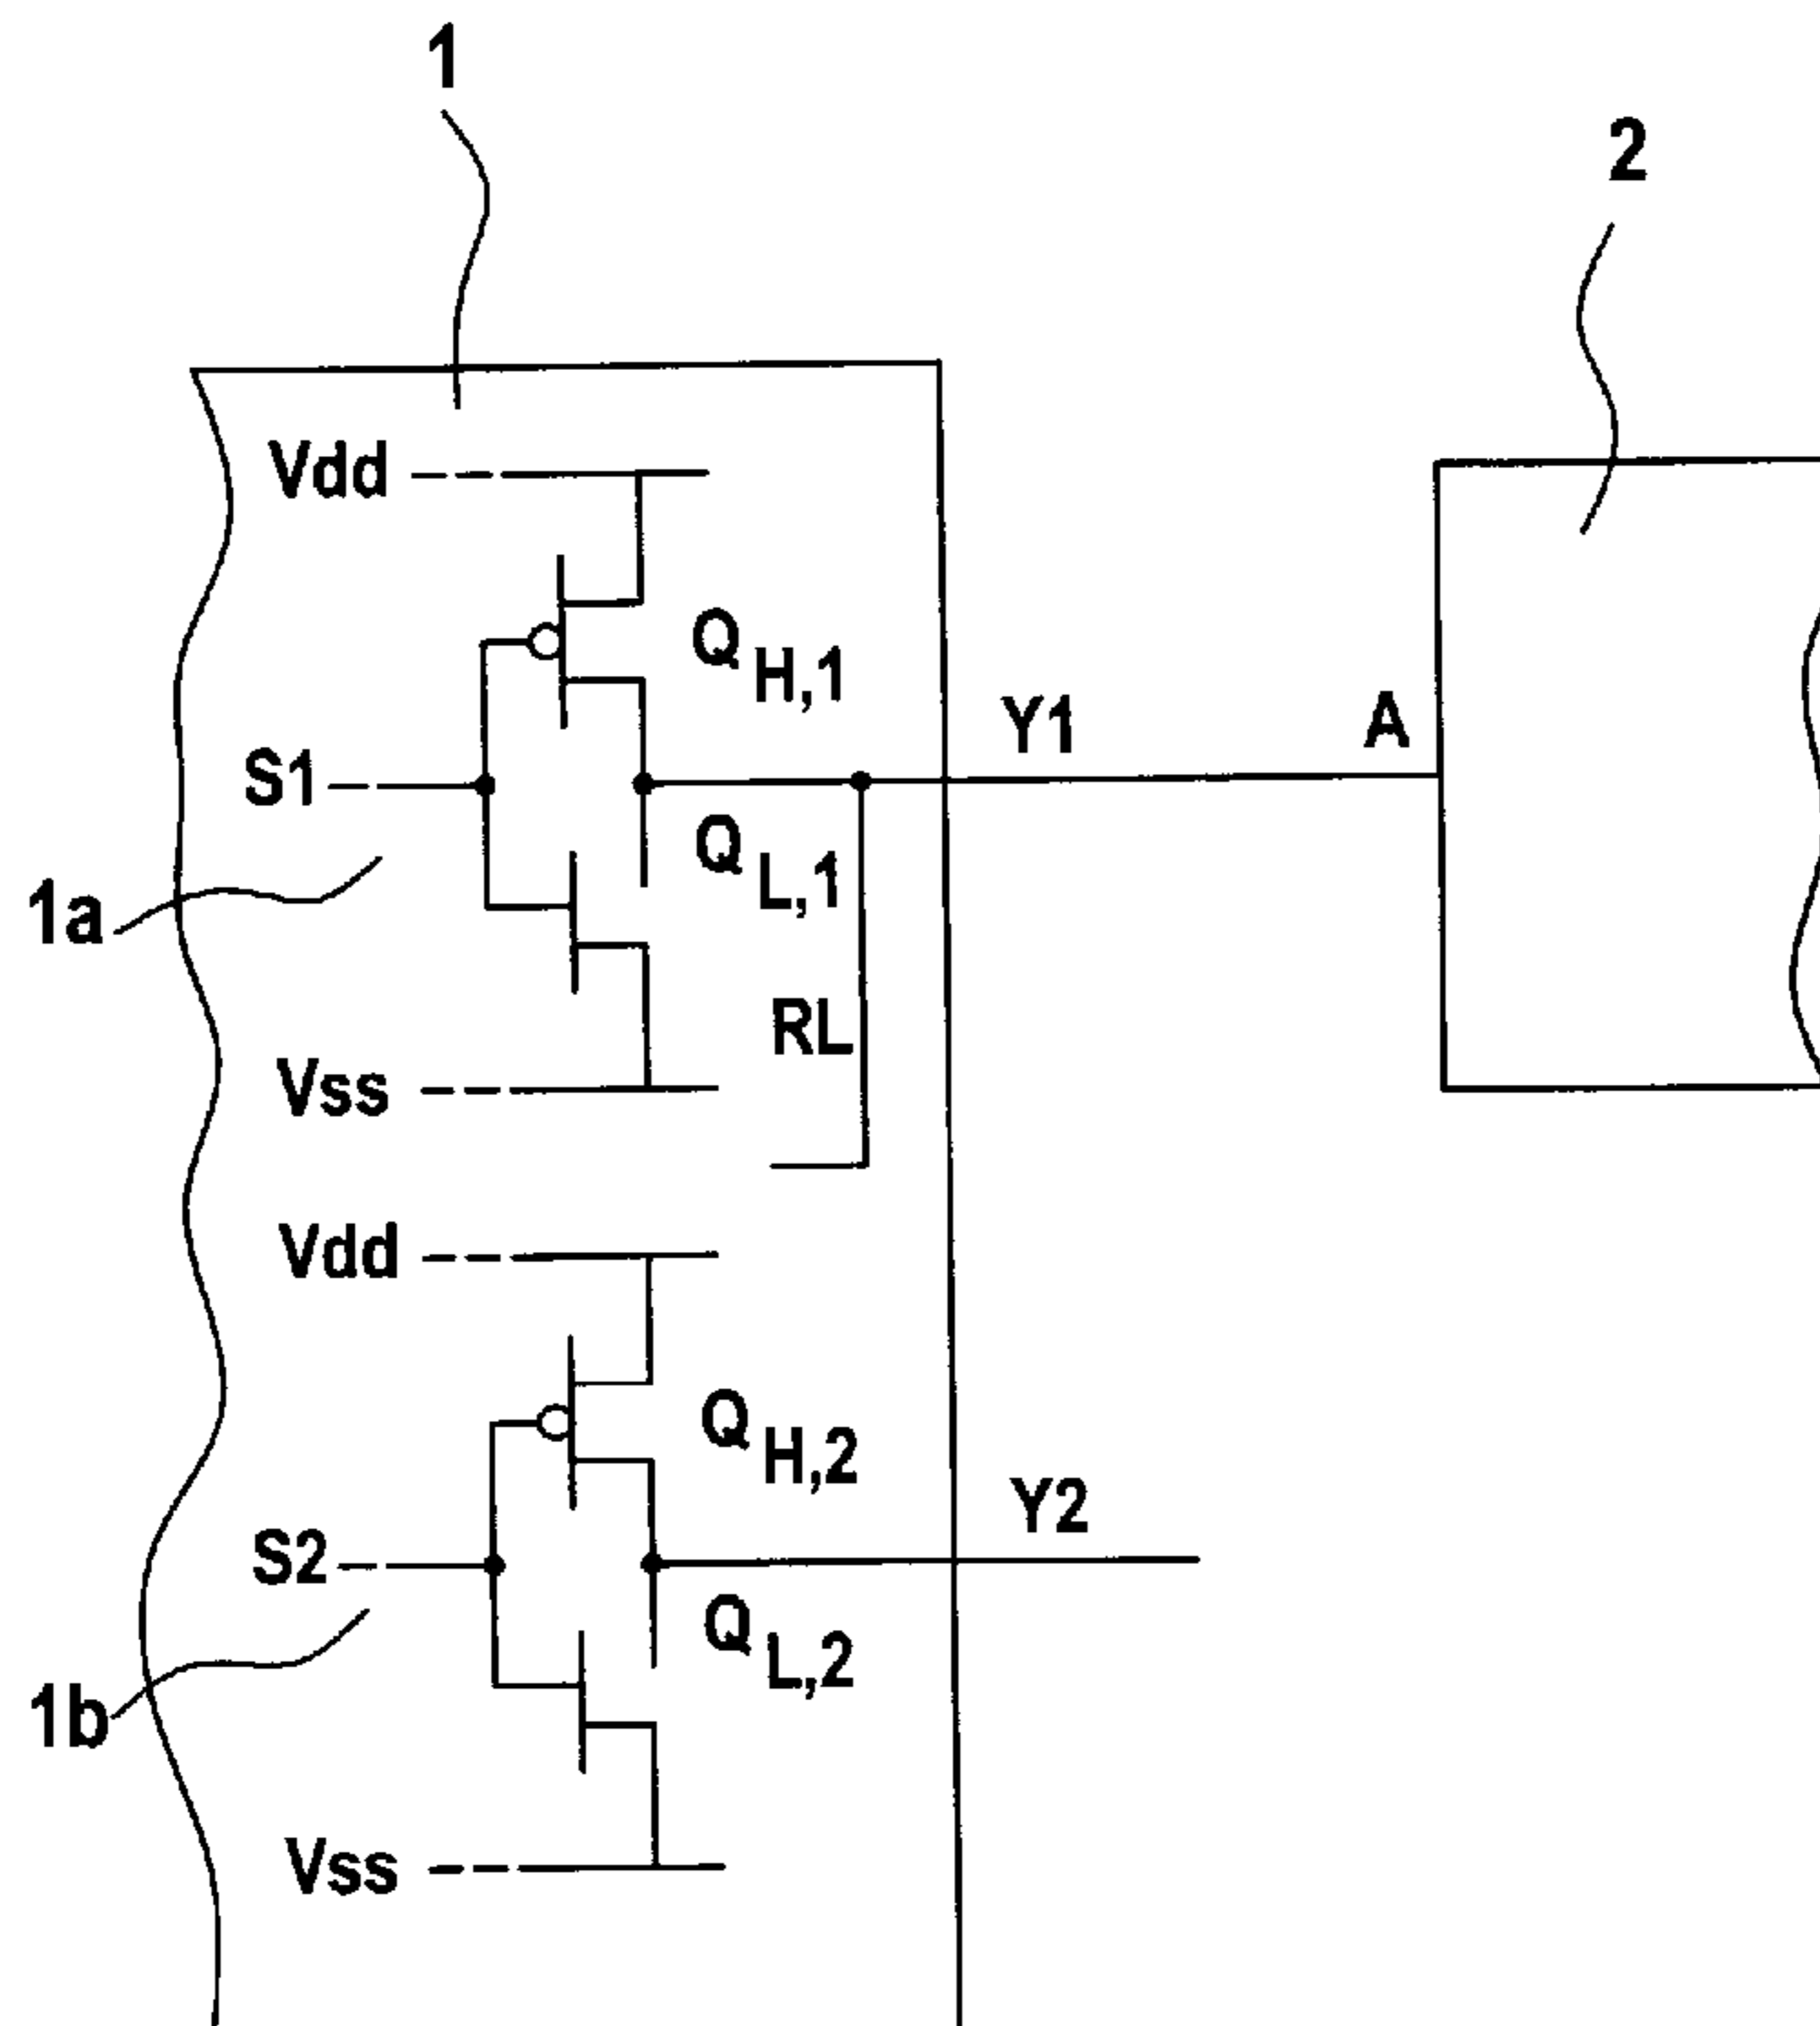 1
2
Vdd
Q H,1
Y1
A
S1
Q L,1
1a
RL
Vss
Vdd
Q H,2
Y2
S2
Q L,2
1b
Vss